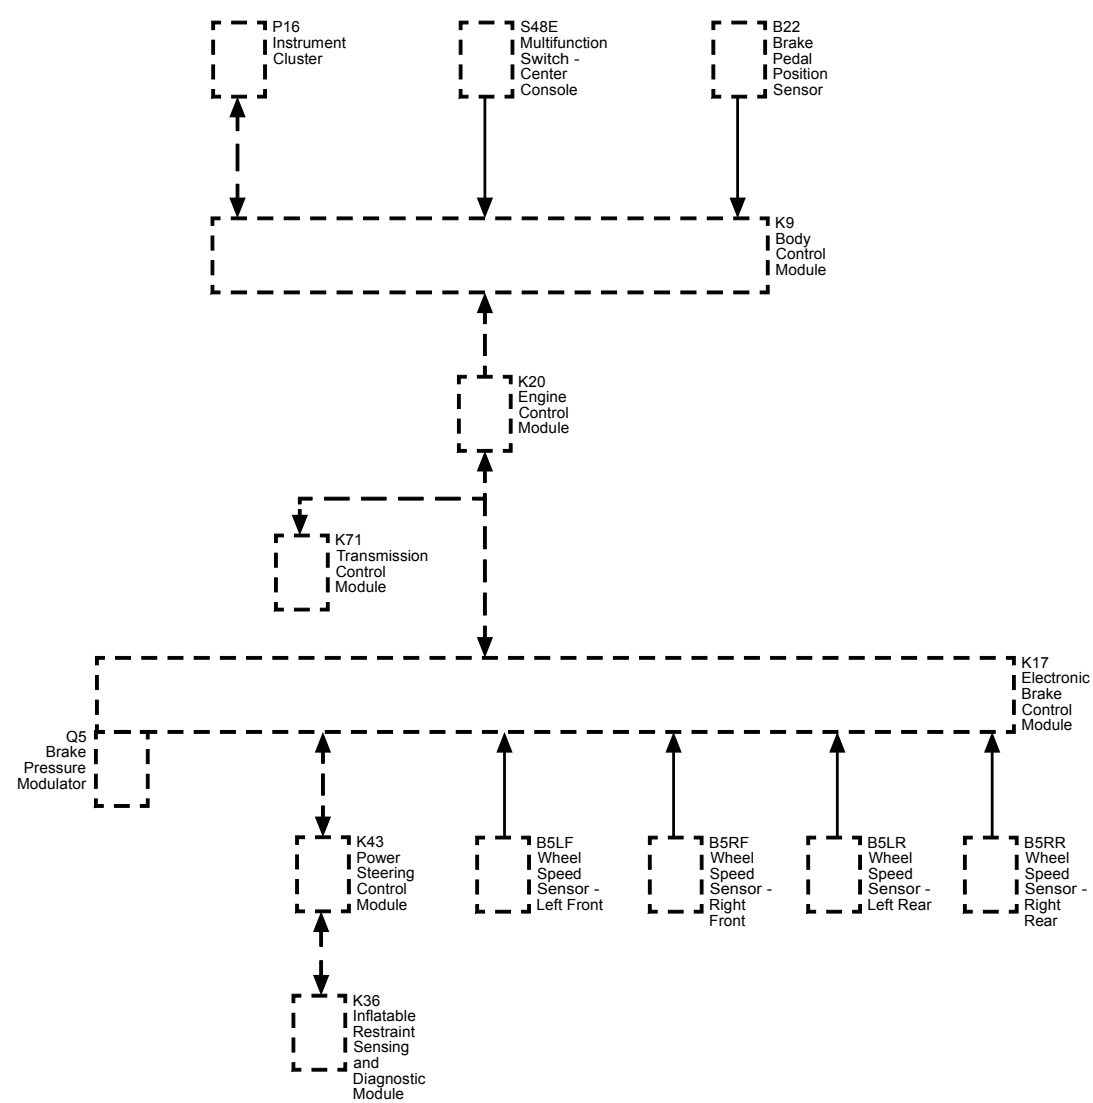 P16
Instrument
Cluster
S48E
Multifunction
Switch -
Center
Console
B22
Brake
Pedal
Position
Sensor
K9
Body
Control
Module
K20
Engine
Control
Module
K71
Transmission
Control
Module
K17
Electronic
Brake
Control
Module
Q5
Brake
Pressure
Modulator
K43
Power
Steering
Control
Module
B5LF
Wheel
Speed
Sensor -
Left Front
B5RF
Wheel
Speed
Sensor -
Right
Front
B5LR
Wheel
Speed
Sensor -
Left Rear
B5RR
Wheel
Speed
Sensor -
Right
Rear
K36
Inflatable
Restraint
Sensing
and
Diagnostic
Module